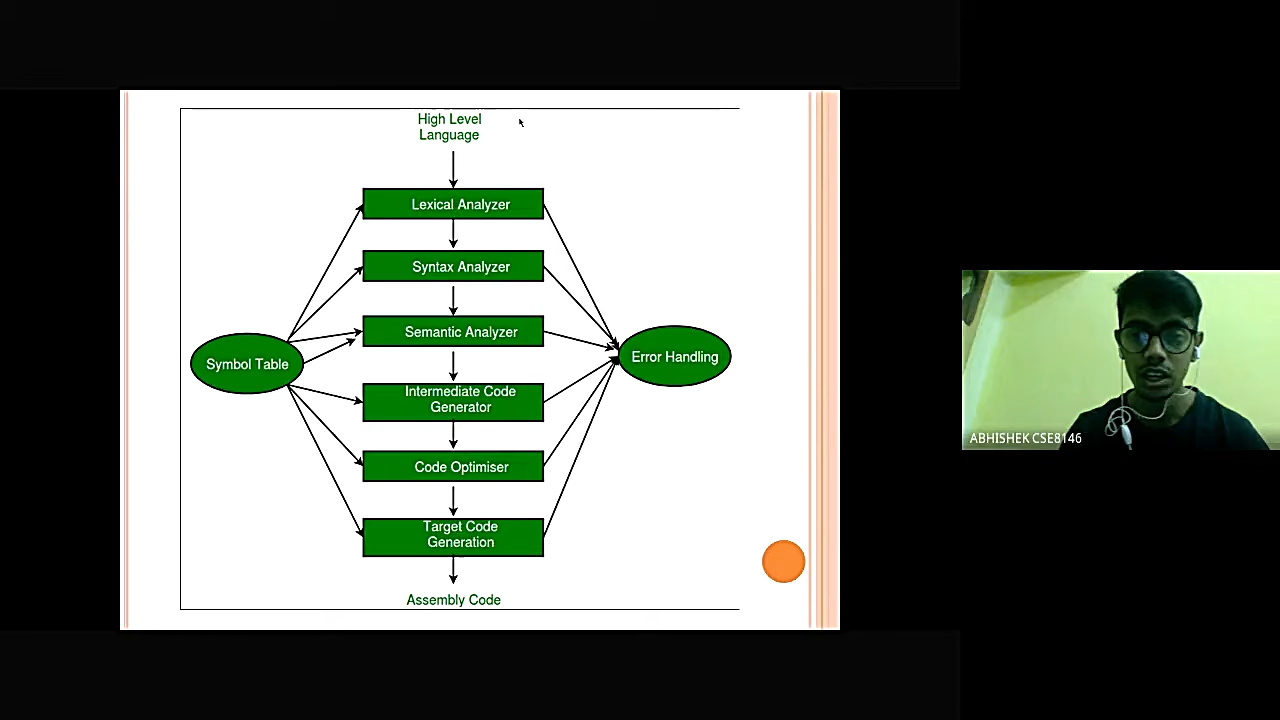 High Level
Language
Lexical Analyzer
Syntax Analyzer
Semantic Analyzer
Symbol Table
Error Handling
Intermediate Code
Generator
Code Optimiser
Target Code
Generation
Assembly Code
ABHISHEK CSE8146